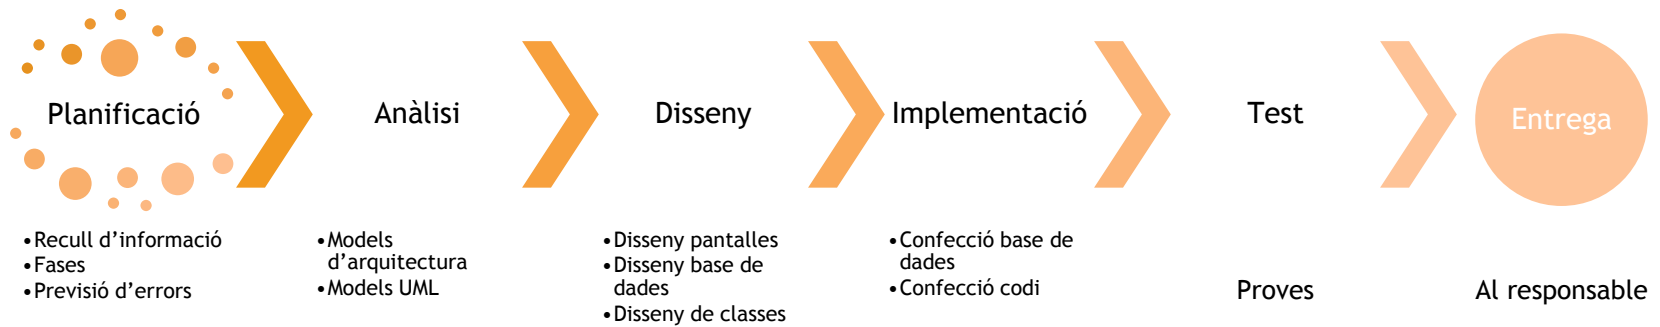 Planificació
Anàlisi
Disseny
Implementació
Test
Entrega
•Recull d’informació
•Fases
•Previsió d’errors
•Models
d’arquitectura
•Models UML
•Disseny pantalles
•Disseny base de
dades
•Disseny de classes
•Confecció base de
dades
•Confecció codi
Proves
Al responsable